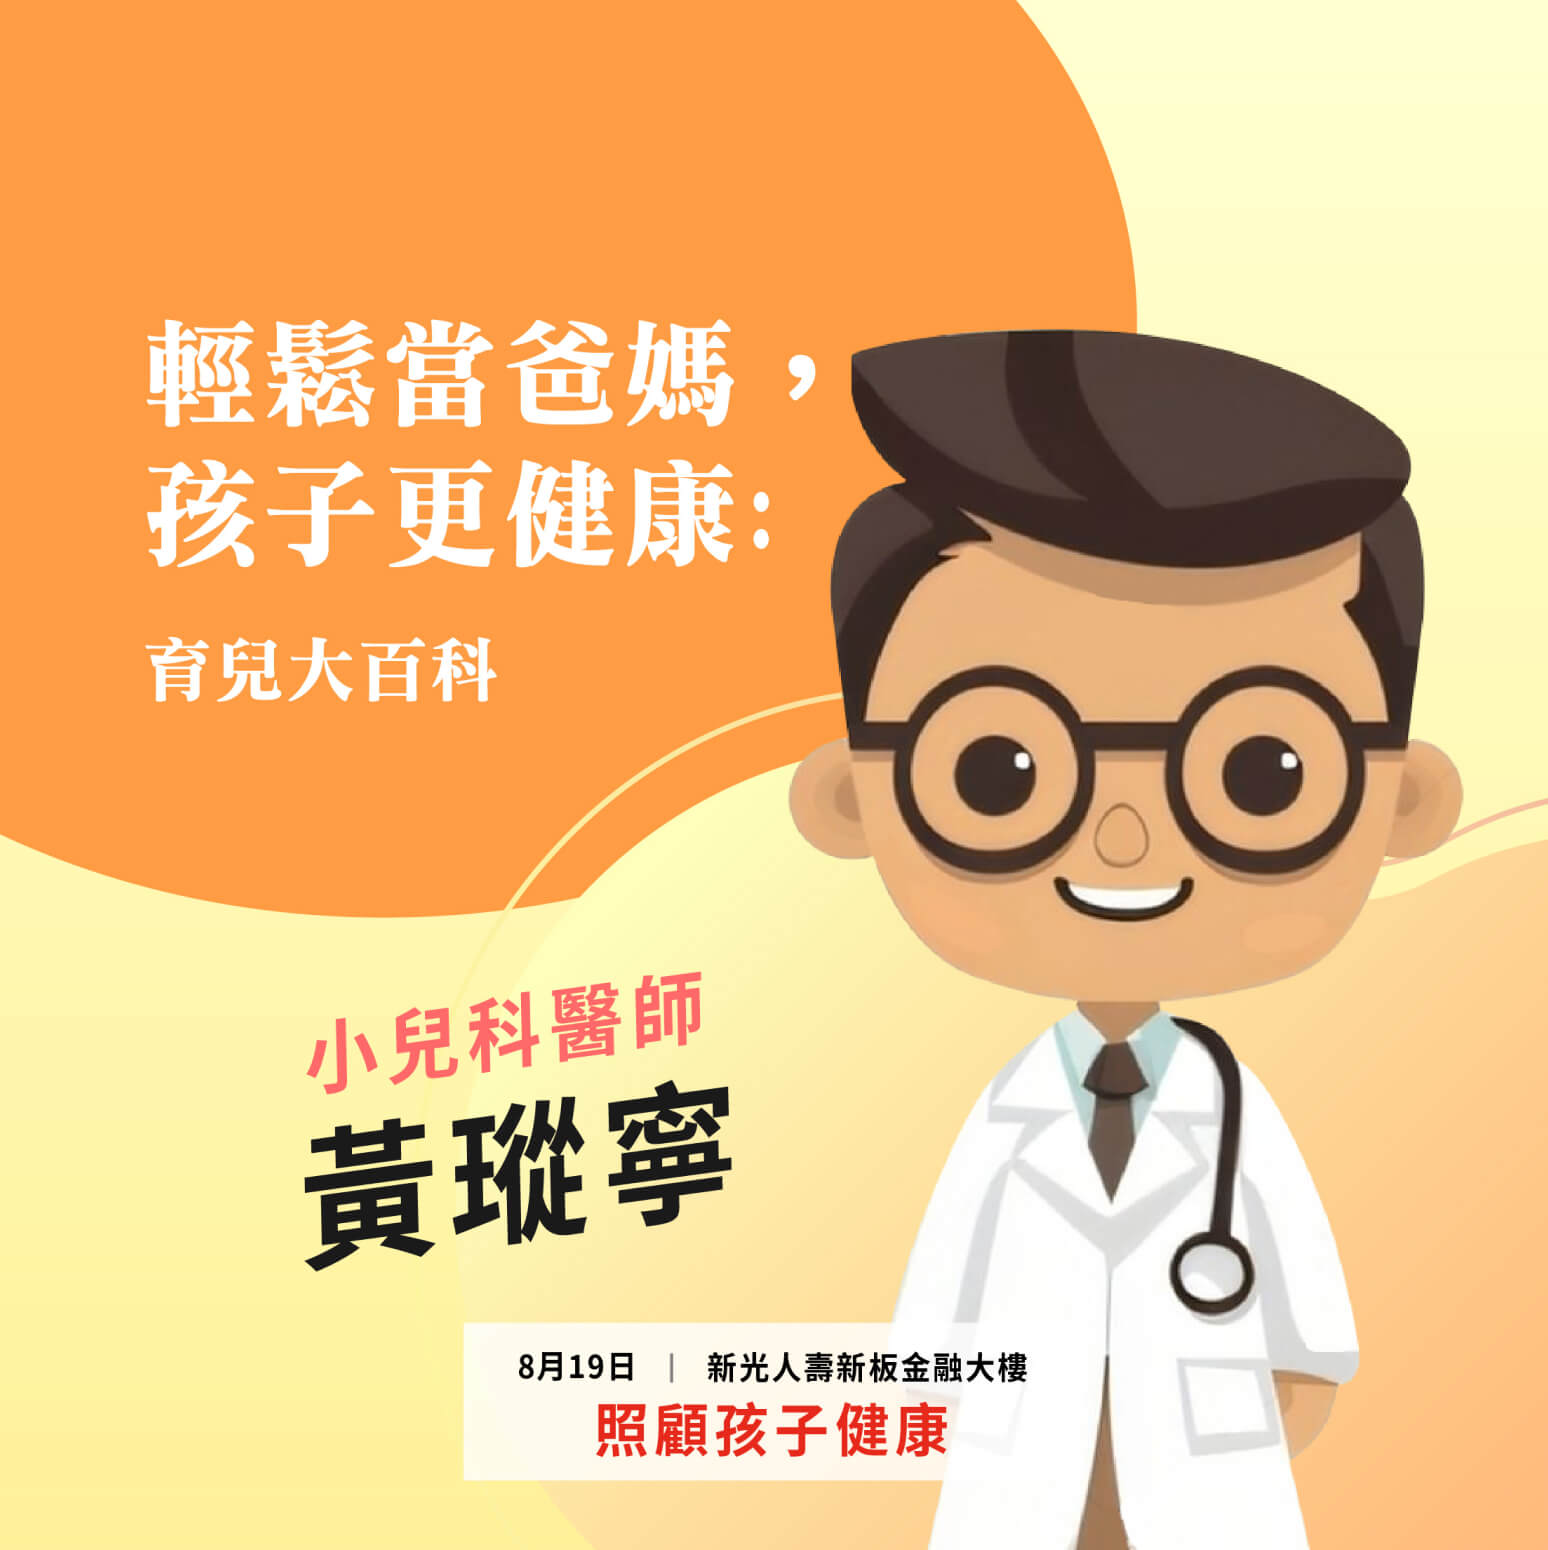 輕鬆當爸媽，
孩子更健康:
育兒大百科
小兒科醫師
黃瑽寧
8月19日 | 新光人壽新板金融大樓
照顧孩子健康